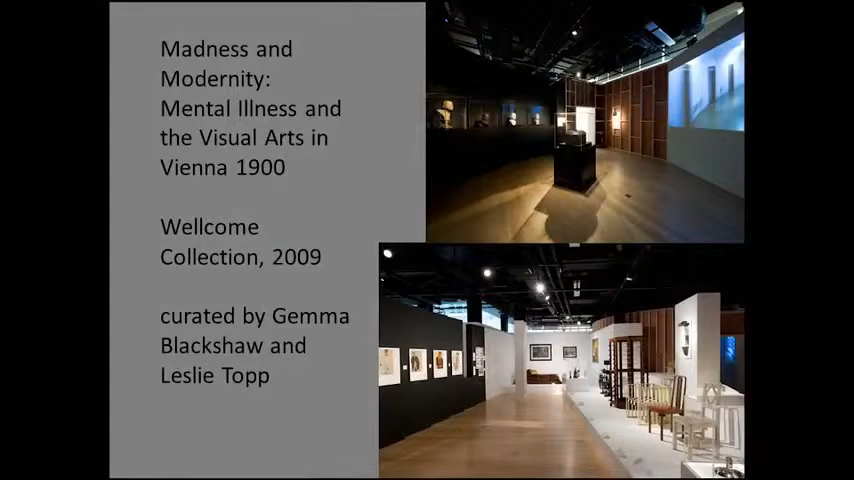 Madness and
Modernity:
Mental Illness and
the Visual Arts in
Vienna 1900
Wellcome
Collection, 2009
curated by Gemma
Blackshaw and
Leslie Topp